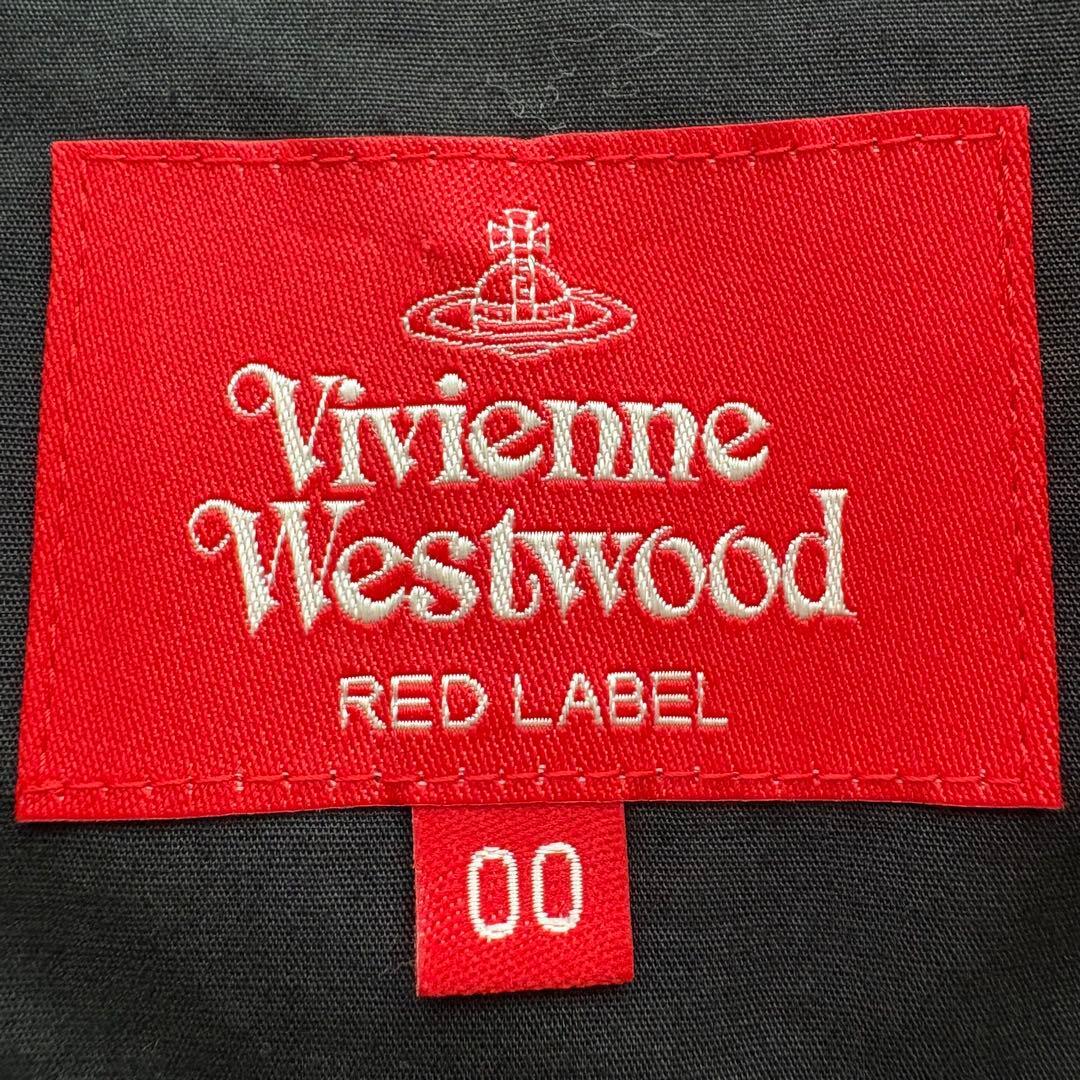 Vivienne
Westwood
RED LABEL
00